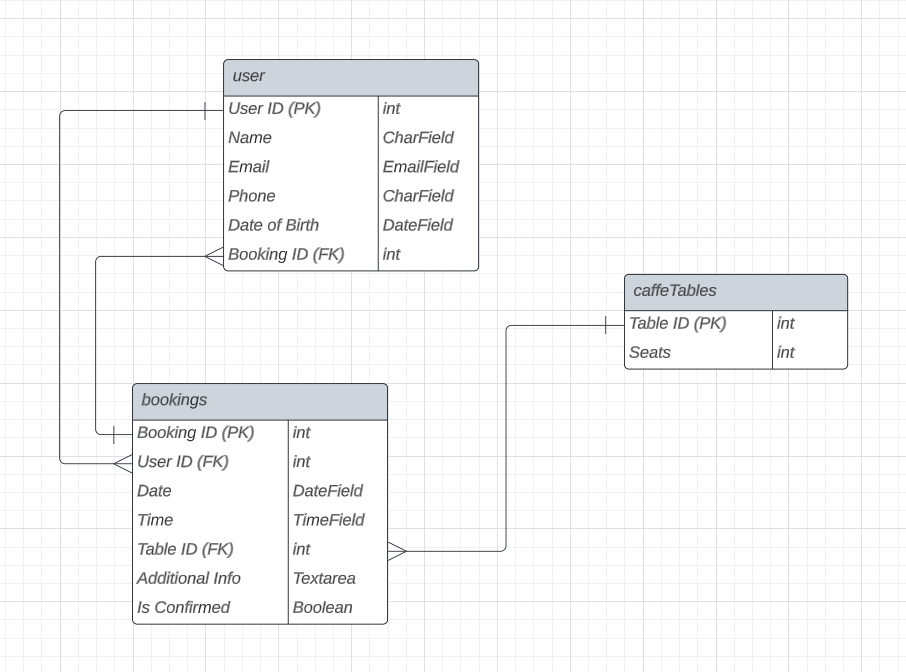 user
User ID (PK) int
Name CharField
Email EmailField
Phone CharField
Date of Birth DateField
Booking ID (FK) int
caffeTables
Table ID (PK) int
Seats int
bookings
Booking ID (PK) int
User ID (FK) int
Date DateField
Time TimeField
Table ID (FK) int
Additional Info Textarea
Is Confirmed Boolean